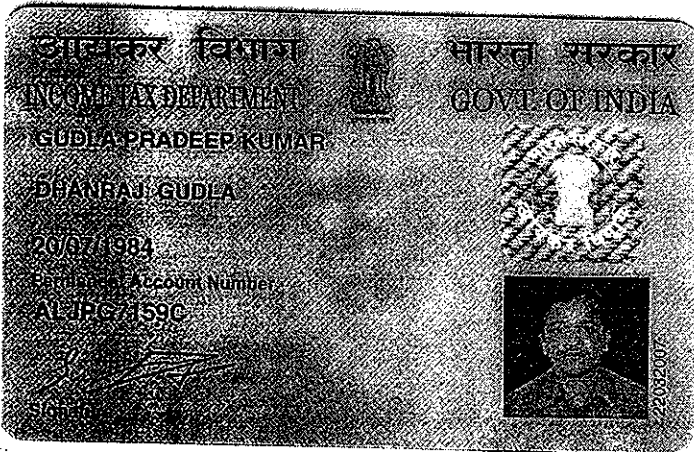 आयकर विभाग
भारत सरकार
INCOME TAX DEPARTMENT
GOVT. OF INDIA
GUDLA PRADEEP KUMAR
DHANRAJ GUDLA
20/07/1984
Permanent Account Number
ALJPG7159C
Signature
22032007